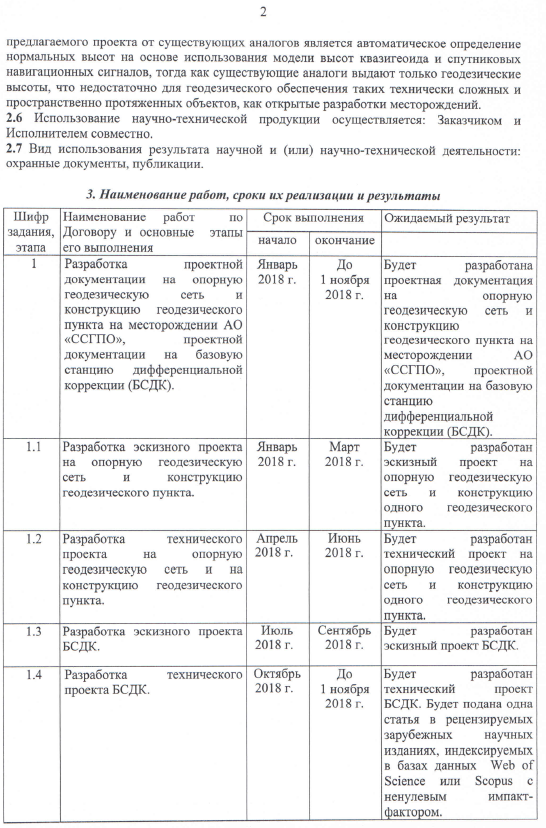 2
предлагаемого проекта от существующих аналогов является автоматическое определение
нормальных высот на основе использования модели высот квазигеоида и спутниковых
навигационных сигналов, тогда как существующие аналоги выдают только геодезические
высоты, что недостаточно для геодезического обеспечения таких технически сложных и
пространственно протяженных объектов, как открытые разработки месторождений.
2.6 Использование научно-технической продукции осуществляется: Заказчиком и
Исполнителем совместно.
2.7 Вид использования результата научной и (или) научно-технической деятельности:
охранные документы, публикации.
3. Наименование работ, сроки их реализации и результаты
Шифр
задания,
этапа
Наименование работ по
Договору и основные этапы
его выполнения
Срок выполнения
начало
окончание
Ожидаемый результат
1
Разработка проектной
документации на опорную
геодезическую сеть и
конструкцию геодезического
пункта на месторождении АО
«ССГПО», проектной
документации на базовую
станцию дифференциальной
коррекции (БСДК).
Январь
2018 г.
До
1 ноября
2018 г.
Будет разработана
проектная документация
на опорную
геодезическую сеть и
конструкцию
геодезического пункта на
месторождении АО
«ССГПО», проектной
документации на базовую
станцию
дифференциальной
коррекции (БСДК).
1.1
Разработка эскизного проекта
на опорную геодезическую
сеть и конструкцию
геодезического пункта.
Январь
2018 г.
Март
2018 г.
Будет разработан
эскизный проект на
опорную геодезическую
сеть и конструкцию
одного геодезического
пункта.
1.2
Разработка технического
проекта на опорную
геодезическую сеть и на
конструкцию геодезического
пункта.
Апрель
2018 г.
Июнь
2018 г.
Будет разработан
технический проект на
опорную геодезическую
сеть и конструкцию
одного геодезического
пункта.
1.3
Разработка эскизного проекта
БСДК.
Июль
2018 г.
Сентябрь
2018 г.
Будет разработан
эскизный проект БСДК.
1.4
Разработка технического
проекта БСДК.
Октябрь
2018 г.
До
1 ноября
2018 г.
Будет разработан
технический проект
БСДК. Будет подана одна
статья в рецензируемых
зарубежных научных
изданиях, индексируемых
в базах данных Web of
Science или Scopus с
ненулевым импакт-
фактором.